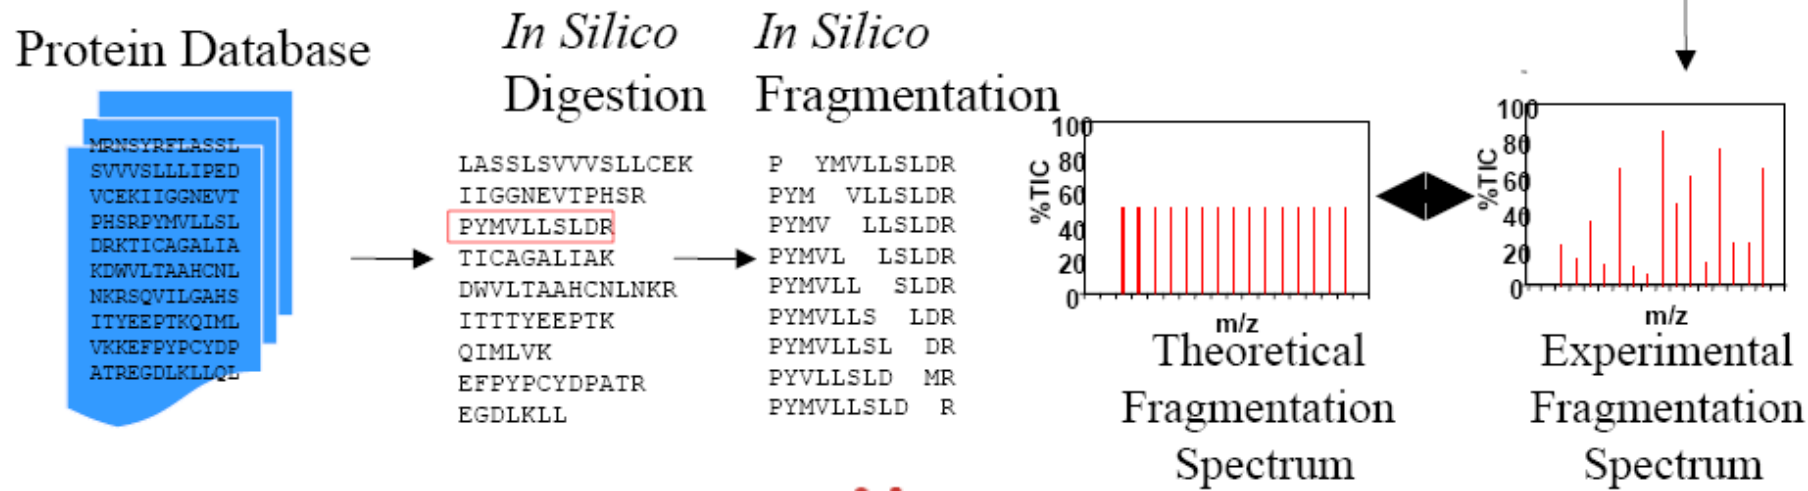 Protein Database
MRNSYRFLASSL
SVVVSLLLIPED
VCEKIIGGNEVT
PHSRPYMVLLSL
DRKTICAGALIA
KDWVLTAAHCNL
NKRSQVILGAHS
ITYEEPTKQIML
VKKEFPYPCYDP
ATREGDLKLLQL
In Silico
Digestion
LASSLSVVVSLLCEK
IIGGNEVTPHSR
PYMVLLSLDR
TICAGALIAK
DWVLTAAHCNLNKR
ITTTYEEPTK
QIMLVK
EFPYPCYDPATR
EGDLKLL
In Silico
Fragmentation
P YMVLLSLDR
PYM VLLSLDR
PYMV LLSLDR
PYMVL LSLDR
PYMVLL SLDR
PYMVLLS LDR
PYMVLLSL DR
PYVLLSLD MR
PYMVLLSLD R
100
80
60
40
20
0
%TIC
m/z
Theoretical
Fragmentation
Spectrum
100
80
60
40
20
0
%TIC
m/z
Experimental
Fragmentation
Spectrum